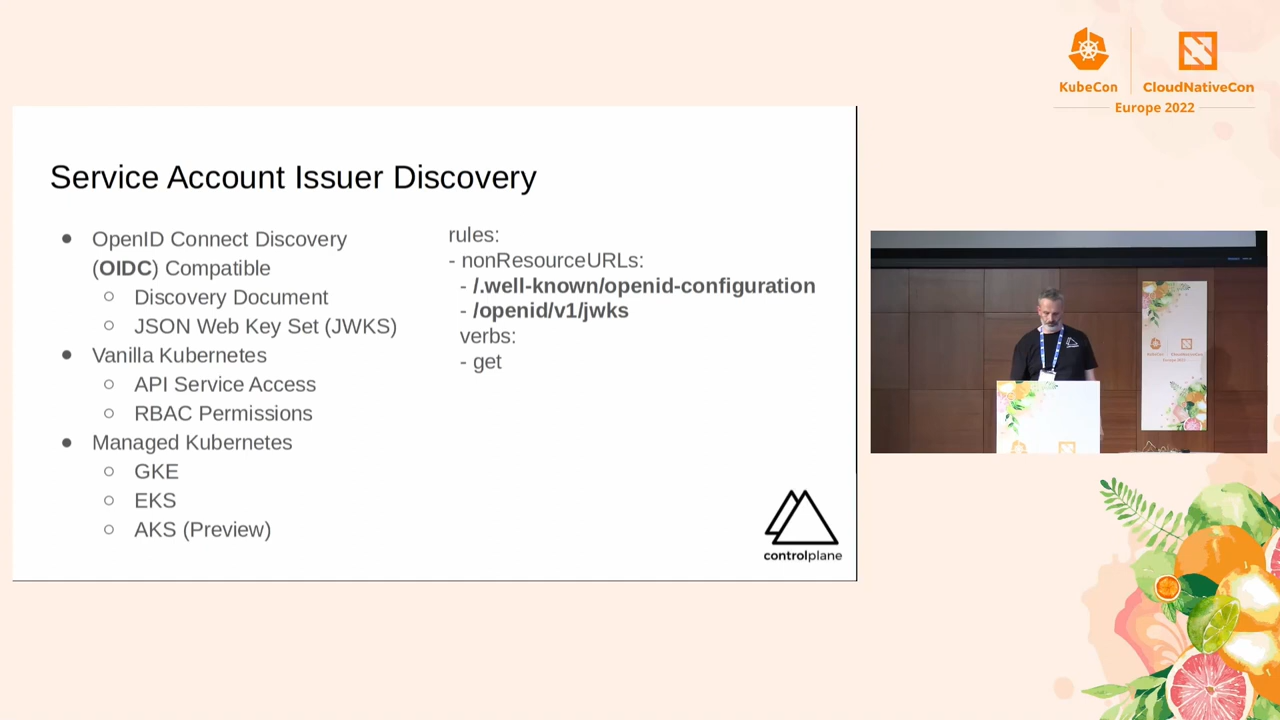 KubeCon
CloudNativeCon
Europe 2022
Service Account Issuer Discovery
● OpenID Connect Discovery
(OIDC) Compatible
○ Discovery Document
○ JSON Web Key Set (JWKS)
● Vanilla Kubernetes
○ API Service Access
○ RBAC Permissions
● Managed Kubernetes
○ GKE
○ EKS
○ AKS (Preview)
rules:
- nonResourceURLs:
- /.well-known/openid-configuration
- /openid/v1/jwks
verbs:
- get
controlplane